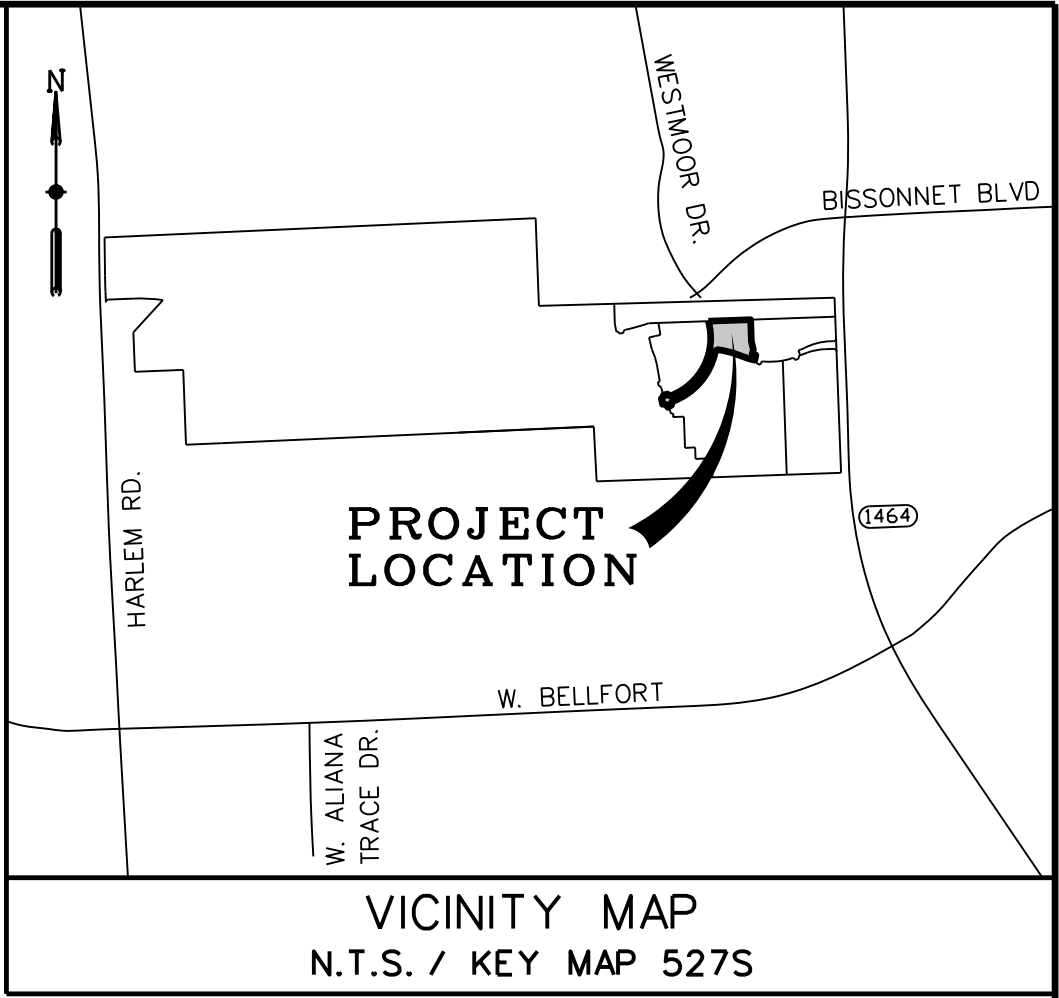 N
WESTMOOR DR.
BISSONNET BLVD
HARLEM RD.
PROJECT
LOCATION
1464
W. BELLFORT
W. ALIANA
TRACE DR.
VICINITY MAP
N.T.S. / KEY MAP 527S